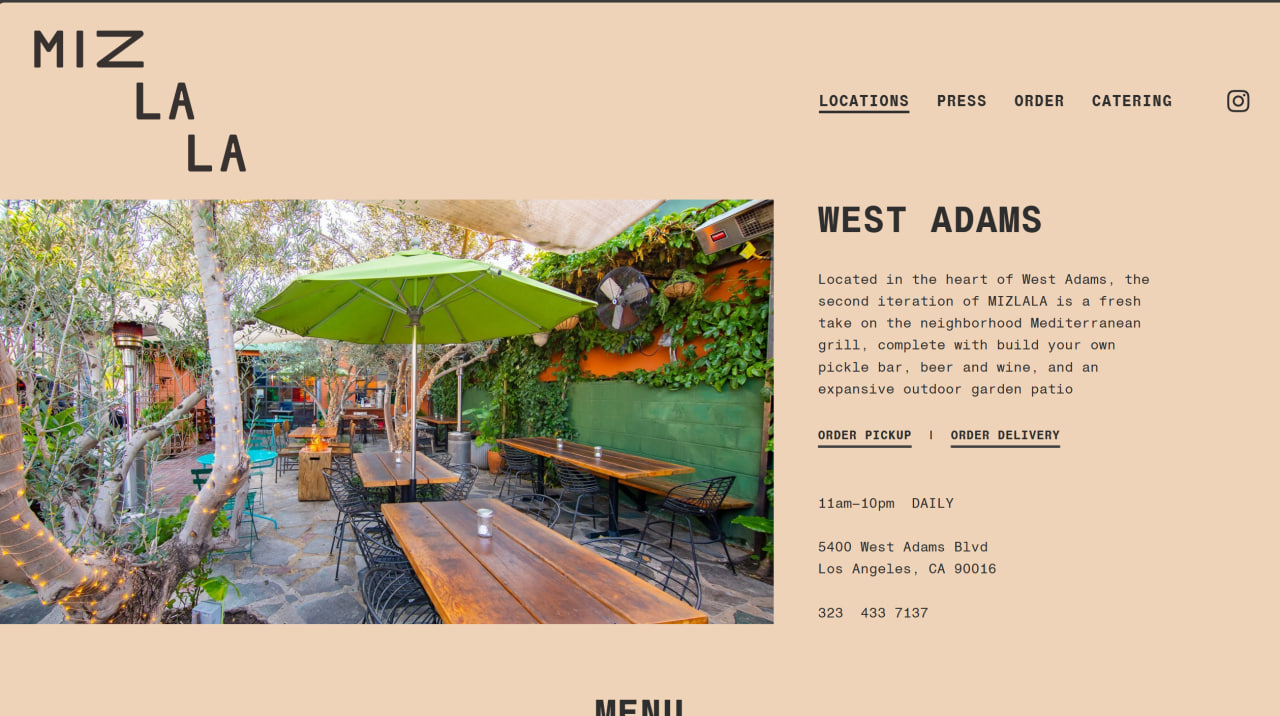 MIZ
LA
LA
LOCATIONS PRESS ORDER CATERING
WEST ADAMS
Located in the heart of West Adams, the
second iteration of MIZLALA is a fresh
take on the neighborhood Mediterranean
grill, complete with build your own
pickle bar, beer and wine, and an
expansive outdoor garden patio
ORDER PICKUP | ORDER DELIVERY
11am–10pm DAILY
5400 West Adams Blvd
Los Angeles, CA 90016
323 433 7137
MENU